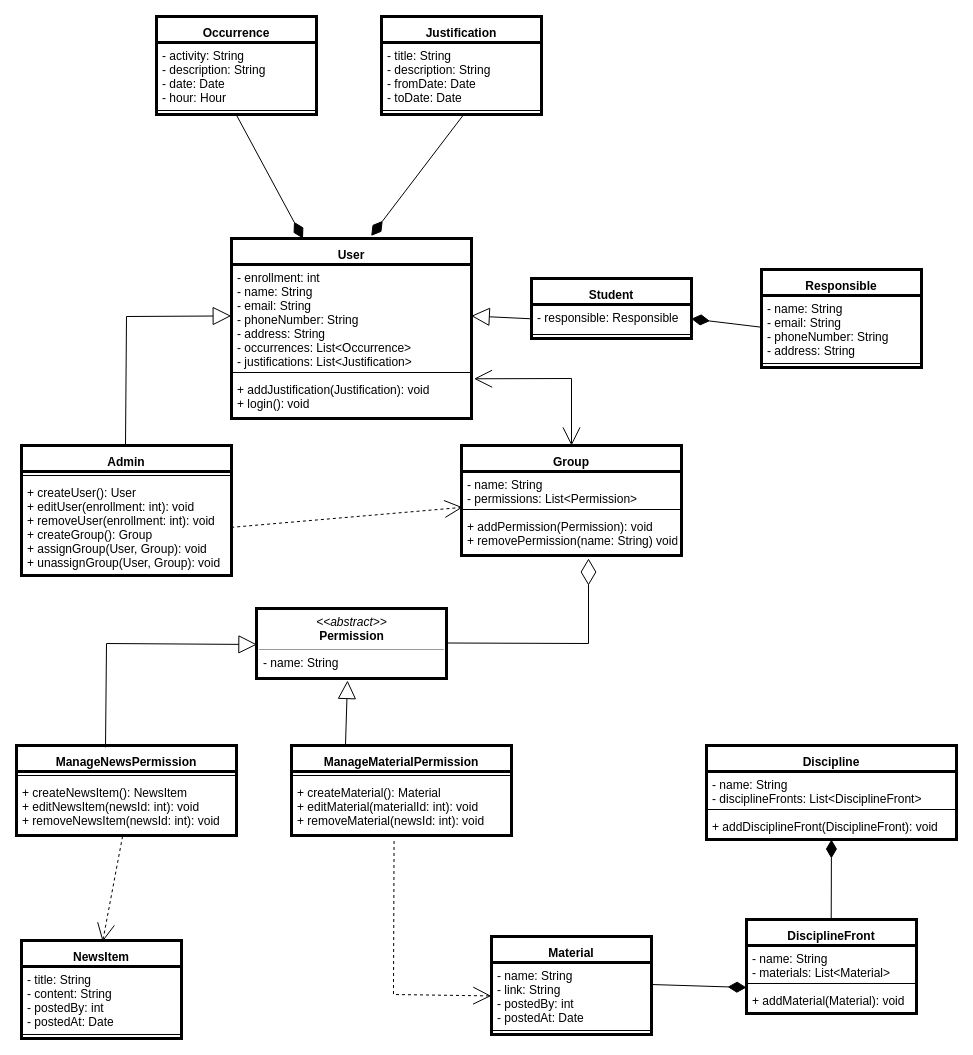 Occurrence
- activity: String
- description: String
- date: Date
- hour: Hour
Justification
- title: String
- description: String
- fromDate: Date
- toDate: Date
User
- enrollment: int
- name: String
- email: String
- phoneNumber: String
- address: String
- occurrences: List<Occurrence>
- justifications: List<Justification>
+ addJustification(Justification): void
+ login(): void
Student
- responsible: Responsible
Responsible
- name: String
- email: String
- phoneNumber: String
- address: String
Admin
+ createUser(): User
+ editUser(enrollment: int): void
+ removeUser(enrollment: int): void
+ createGroup(): Group
+ assignGroup(User, Group): void
+ unassignGroup(User, Group): void
Group
- name: String
- permissions: List<Permission>
+ addPermission(Permission): void
+ removePermission(name: String) void
<<abstract>>
Permission
- name: String
ManageNewsPermission
+ createNewsItem(): NewsItem
+ editNewsItem(newsId: int): void
+ removeNewsItem(newsId: int): void
ManageMaterialPermission
+ createMaterial(): Material
+ editMaterial(materialId: int): void
+ removeMaterial(newsId: int): void
Discipline
- name: String
- disciplineFronts: List<DisciplineFront>
+ addDisciplineFront(DisciplineFront): void
NewsItem
- title: String
- content: String
- postedBy: int
- postedAt: Date
Material
- name: String
- link: String
- postedBy: int
- postedAt: Date
DisciplineFront
- name: String
- materials: List<Material>
+ addMaterial(Material): void